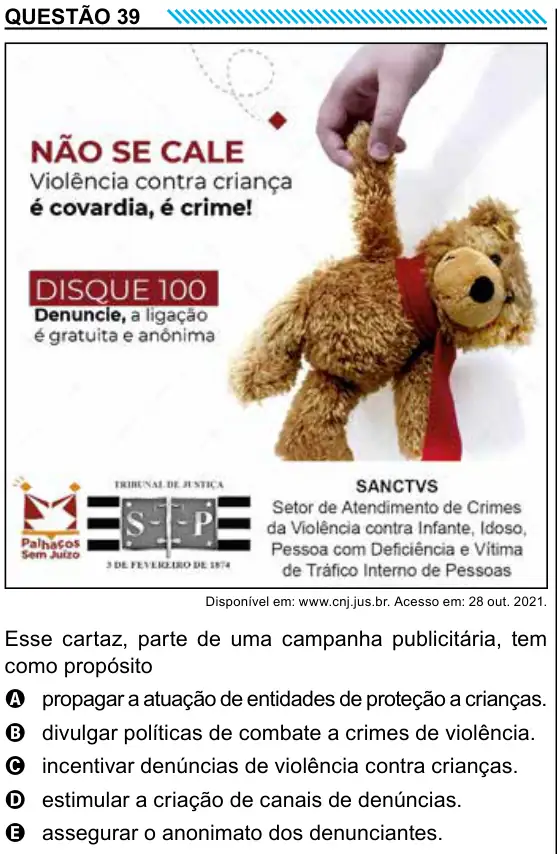 QUESTÃO 39
NÃO SE CALE
Violência contra criança
é covardia, é crime!
DISQUE 100
Denuncie, a ligação
é gratuita e anônima
Palhaços
Sem Juízo
TRIBUNAL DE JUSTIÇA
S P
3 DE FEVEREIRO DE 1874
SANCTVS
Setor de Atendimento de Crimes
da Violência contra Infante, Idoso,
Pessoa com Deficiência e Vítima
de Tráfico Interno de Pessoas
Disponível em: www.cnj.jus.br. Acesso em: 28 out. 2021.
Esse cartaz, parte de uma campanha publicitária, tem
como propósito
A propagar a atuação de entidades de proteção a crianças.
B divulgar políticas de combate a crimes de violência.
C incentivar denúncias de violência contra crianças.
D estimular a criação de canais de denúncias.
E assegurar o anonimato dos denunciantes.